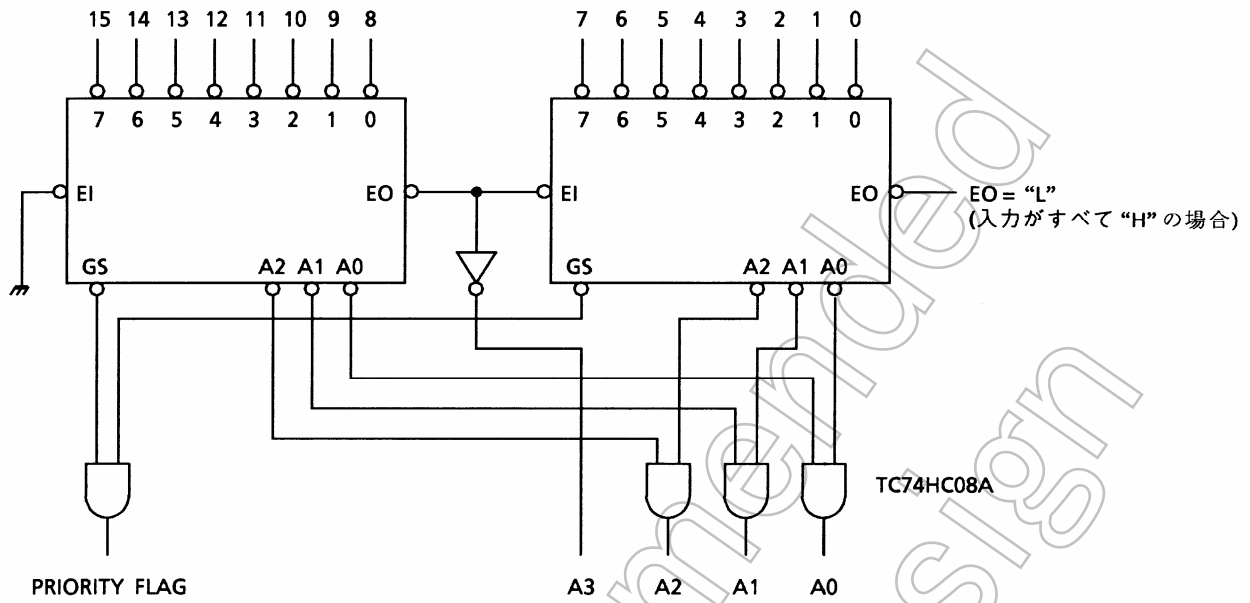 15 14 13 12 11 10 9 8
7 6 5 4 3 2 1 0
7 6 5 4 3 2 1 0
7 6 5 4 3 2 1 0
EI
EO
EI
EO
EO = “L”
(入力がすべて “H” の場合)
GS
A2 A1 A0
GS
A2 A1 A0
TC74HC08A
PRIORITY FLAG
A3
A2
A1
A0
mended
sign